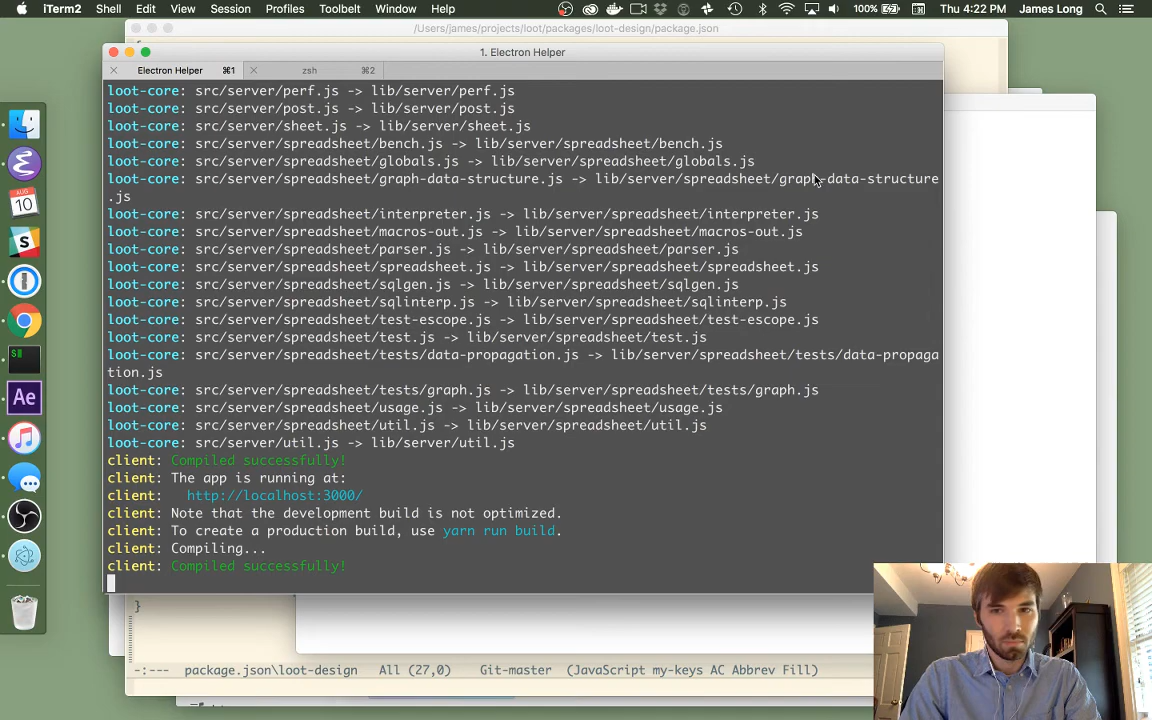 iTerm2 Shell Edit View Session Profiles Toolbelt Window Help 100% Thu 4:22 PM James Long
/Users/james/projects/loot/packages/loot-design/package.json
1. Electron Helper
Electron Helper ⌘1 zsh ⌘2
loot-core: src/server/perf.js -> lib/server/perf.js
loot-core: src/server/post.js -> lib/server/post.js
loot-core: src/server/sheet.js -> lib/server/sheet.js
loot-core: src/server/spreadsheet/bench.js -> lib/server/spreadsheet/bench.js
loot-core: src/server/spreadsheet/globals.js -> lib/server/spreadsheet/globals.js
loot-core: src/server/spreadsheet/graph-data-structure.js -> lib/server/spreadsheet/graph-data-structure
.js
loot-core: src/server/spreadsheet/interpreter.js -> lib/server/spreadsheet/interpreter.js
loot-core: src/server/spreadsheet/macros-out.js -> lib/server/spreadsheet/macros-out.js
loot-core: src/server/spreadsheet/parser.js -> lib/server/spreadsheet/parser.js
loot-core: src/server/spreadsheet/spreadsheet.js -> lib/server/spreadsheet/spreadsheet.js
loot-core: src/server/spreadsheet/sqlgen.js -> lib/server/spreadsheet/sqlgen.js
loot-core: src/server/spreadsheet/sqlinterp.js -> lib/server/spreadsheet/sqlinterp.js
loot-core: src/server/spreadsheet/test-escope.js -> lib/server/spreadsheet/test-escope.js
loot-core: src/server/spreadsheet/test.js -> lib/server/spreadsheet/test.js
loot-core: src/server/spreadsheet/tests/data-propagation.js -> lib/server/spreadsheet/tests/data-propaga
tion.js
loot-core: src/server/spreadsheet/tests/graph.js -> lib/server/spreadsheet/tests/graph.js
loot-core: src/server/spreadsheet/usage.js -> lib/server/spreadsheet/usage.js
loot-core: src/server/spreadsheet/util.js -> lib/server/spreadsheet/util.js
loot-core: src/server/util.js -> lib/server/util.js
client: Compiled successfully!
client: The app is running at:
client: http://localhost:3000/
client: Note that the development build is not optimized.
client: To create a production build, use yarn run build.
client: Compiling...
client: Compiled successfully!
}
-:--- package.json\loot-design All (27,0) Git-master (JavaScript my-keys AC Abbrev Fill)
AUG
10
Ae